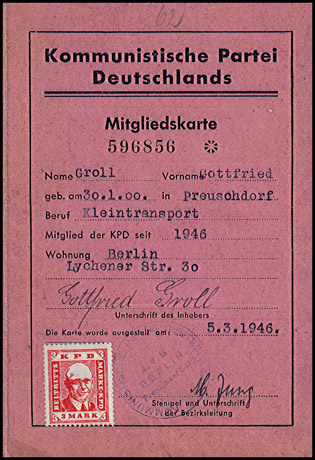 62
Kommunistische Partei
Deutschlands
Mitgliedskarte
596856 ※
Name Groll Vorname Gottfried
geb. am 30.1.00. in Preuschdorf
Beruf Kleintransport
Mitglied der KPD seit 1946
Wohnung Berlin
Lychener Str. 30
Gottfried Groll
Unterschrift des Inhabers
Die Karte wurde ausgestellt am: 5.3.1946.
KPD
BEITRITTS
MARKE-KPD
3 MARK
Stempel und Unterschrift
der Bezirksleitung